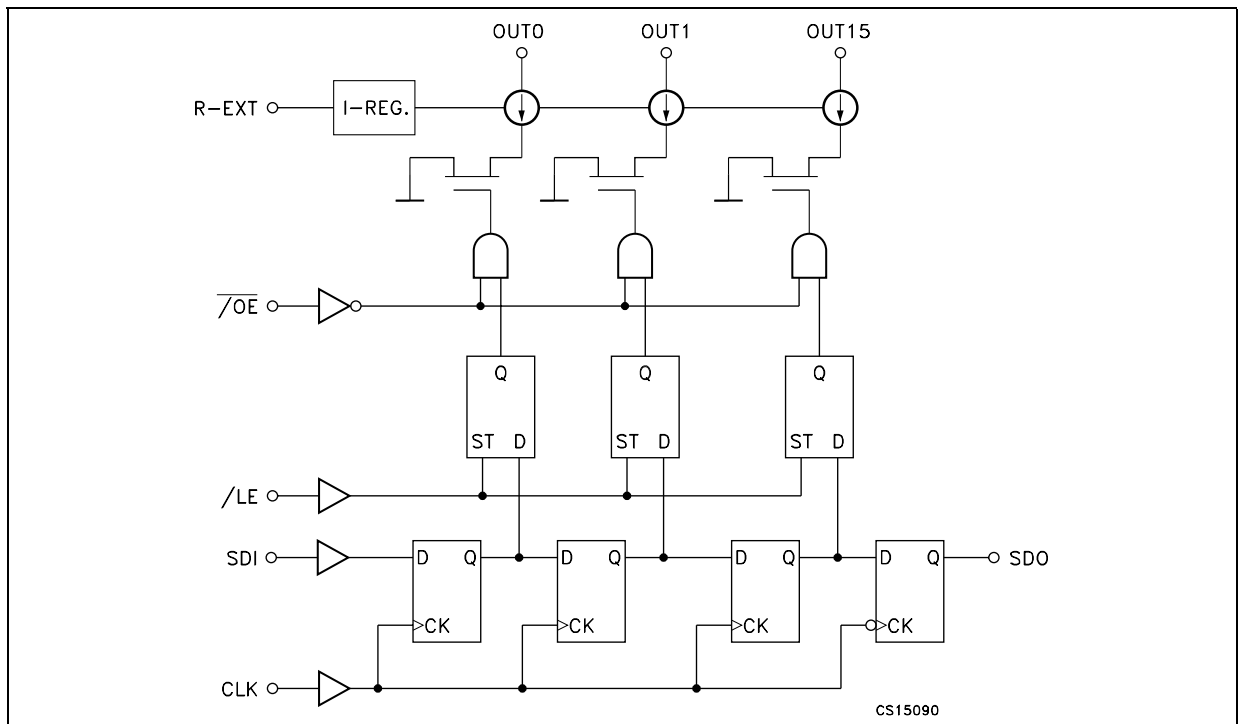 OUT0 OUT1 OUT15
R-EXT I-REG.
/OE
Q Q Q
ST D ST D ST D
/LE
SDI D Q D Q D Q D Q SDO
CK CK CK CK
CLK
CS15090